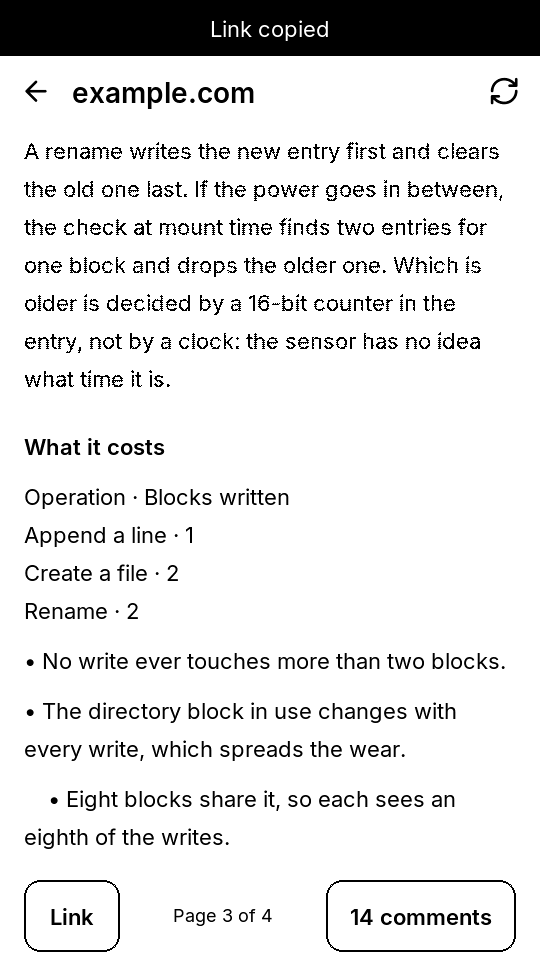 Link copied
example.com
A rename writes the new entry first and clears
the old one last. If the power goes in between,
the check at mount time finds two entries for
one block and drops the older one. Which is
older is decided by a 16-bit counter in the
entry, not by a clock: the sensor has no idea
what time it is.
What it costs
Operation · Blocks written
Append a line · 1
Create a file · 2
Rename · 2
• No write ever touches more than two blocks.
• The directory block in use changes with
every write, which spreads the wear.
• Eight blocks share it, so each sees an
eighth of the writes.
Link
Page 3 of 4
14 comments